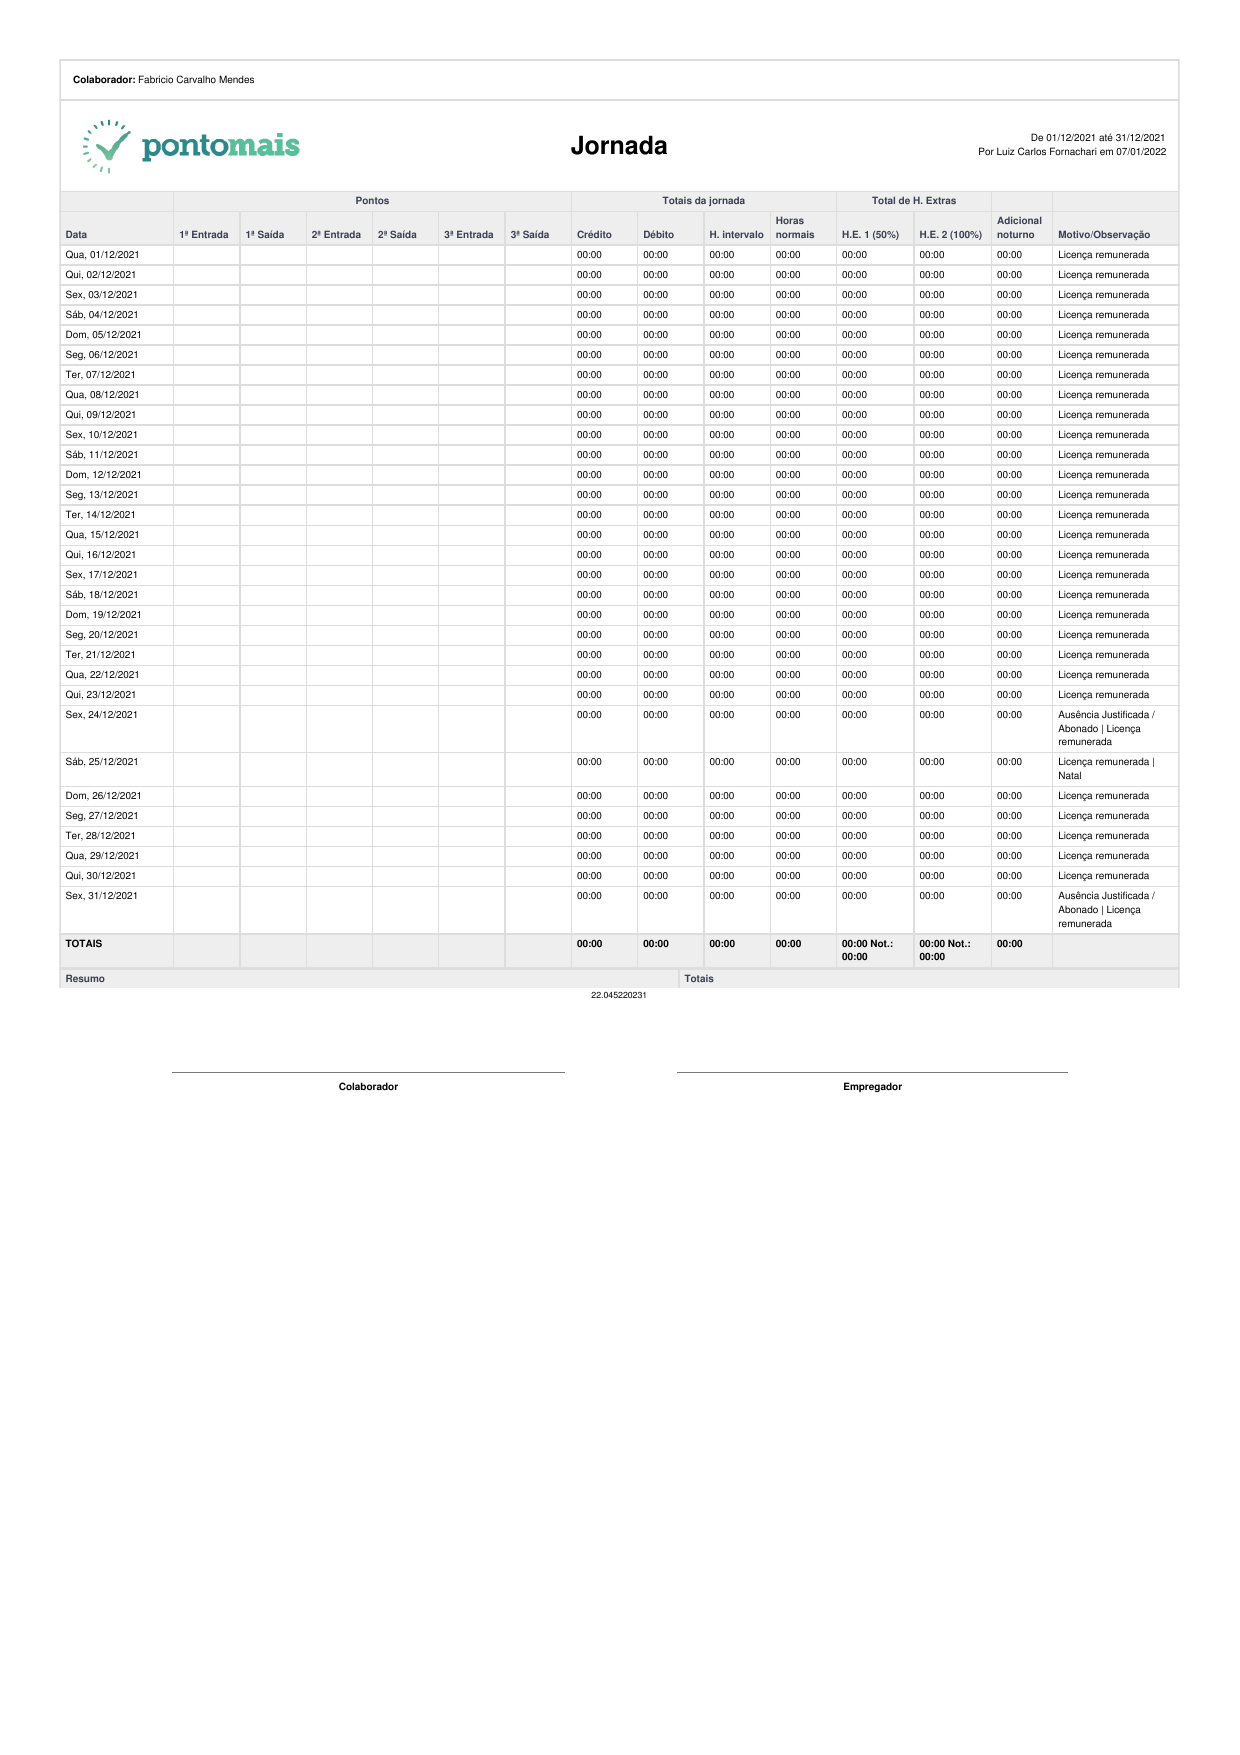 Colaborador: Fabricio Carvalho Mendes
pontomais
Jornada
De 01/12/2021 até 31/12/2021
Por Luiz Carlos Fornachari em 07/01/2022
Pontos Totais da jornada Total de H. Extras
Data 1ª Entrada 1ª Saída 2ª Entrada 2ª Saída 3ª Entrada 3ª Saída Crédito Débito H. intervalo Horas normais H.E. 1 (50%) H.E. 2 (100%) Adicional noturno Motivo/Observação
Qua, 01/12/2021 00:00 00:00 00:00 00:00 00:00 00:00 00:00 Licença remunerada
Qui, 02/12/2021 00:00 00:00 00:00 00:00 00:00 00:00 00:00 Licença remunerada
Sex, 03/12/2021 00:00 00:00 00:00 00:00 00:00 00:00 00:00 Licença remunerada
Sáb, 04/12/2021 00:00 00:00 00:00 00:00 00:00 00:00 00:00 Licença remunerada
Dom, 05/12/2021 00:00 00:00 00:00 00:00 00:00 00:00 00:00 Licença remunerada
Seg, 06/12/2021 00:00 00:00 00:00 00:00 00:00 00:00 00:00 Licença remunerada
Ter, 07/12/2021 00:00 00:00 00:00 00:00 00:00 00:00 00:00 Licença remunerada
Qua, 08/12/2021 00:00 00:00 00:00 00:00 00:00 00:00 00:00 Licença remunerada
Qui, 09/12/2021 00:00 00:00 00:00 00:00 00:00 00:00 00:00 Licença remunerada
Sex, 10/12/2021 00:00 00:00 00:00 00:00 00:00 00:00 00:00 Licença remunerada
Sáb, 11/12/2021 00:00 00:00 00:00 00:00 00:00 00:00 00:00 Licença remunerada
Dom, 12/12/2021 00:00 00:00 00:00 00:00 00:00 00:00 00:00 Licença remunerada
Seg, 13/12/2021 00:00 00:00 00:00 00:00 00:00 00:00 00:00 Licença remunerada
Ter, 14/12/2021 00:00 00:00 00:00 00:00 00:00 00:00 00:00 Licença remunerada
Qua, 15/12/2021 00:00 00:00 00:00 00:00 00:00 00:00 00:00 Licença remunerada
Qui, 16/12/2021 00:00 00:00 00:00 00:00 00:00 00:00 00:00 Licença remunerada
Sex, 17/12/2021 00:00 00:00 00:00 00:00 00:00 00:00 00:00 Licença remunerada
Sáb, 18/12/2021 00:00 00:00 00:00 00:00 00:00 00:00 00:00 Licença remunerada
Dom, 19/12/2021 00:00 00:00 00:00 00:00 00:00 00:00 00:00 Licença remunerada
Seg, 20/12/2021 00:00 00:00 00:00 00:00 00:00 00:00 00:00 Licença remunerada
Ter, 21/12/2021 00:00 00:00 00:00 00:00 00:00 00:00 00:00 Licença remunerada
Qua, 22/12/2021 00:00 00:00 00:00 00:00 00:00 00:00 00:00 Licença remunerada
Qui, 23/12/2021 00:00 00:00 00:00 00:00 00:00 00:00 00:00 Licença remunerada
Sex, 24/12/2021 00:00 00:00 00:00 00:00 00:00 00:00 00:00 Ausência Justificada /
Abonado | Licença
remunerada
Sáb, 25/12/2021 00:00 00:00 00:00 00:00 00:00 00:00 00:00 Licença remunerada |
Natal
Dom, 26/12/2021 00:00 00:00 00:00 00:00 00:00 00:00 00:00 Licença remunerada
Seg, 27/12/2021 00:00 00:00 00:00 00:00 00:00 00:00 00:00 Licença remunerada
Ter, 28/12/2021 00:00 00:00 00:00 00:00 00:00 00:00 00:00 Licença remunerada
Qua, 29/12/2021 00:00 00:00 00:00 00:00 00:00 00:00 00:00 Licença remunerada
Qui, 30/12/2021 00:00 00:00 00:00 00:00 00:00 00:00 00:00 Licença remunerada
Sex, 31/12/2021 00:00 00:00 00:00 00:00 00:00 00:00 00:00 Ausência Justificada /
Abonado | Licença
remunerada
TOTAIS 00:00 00:00 00:00 00:00 00:00 Not.: 00:00 Not.: 00:00
00:00 00:00
Resumo Totais
22.045220231
Colaborador Empregador